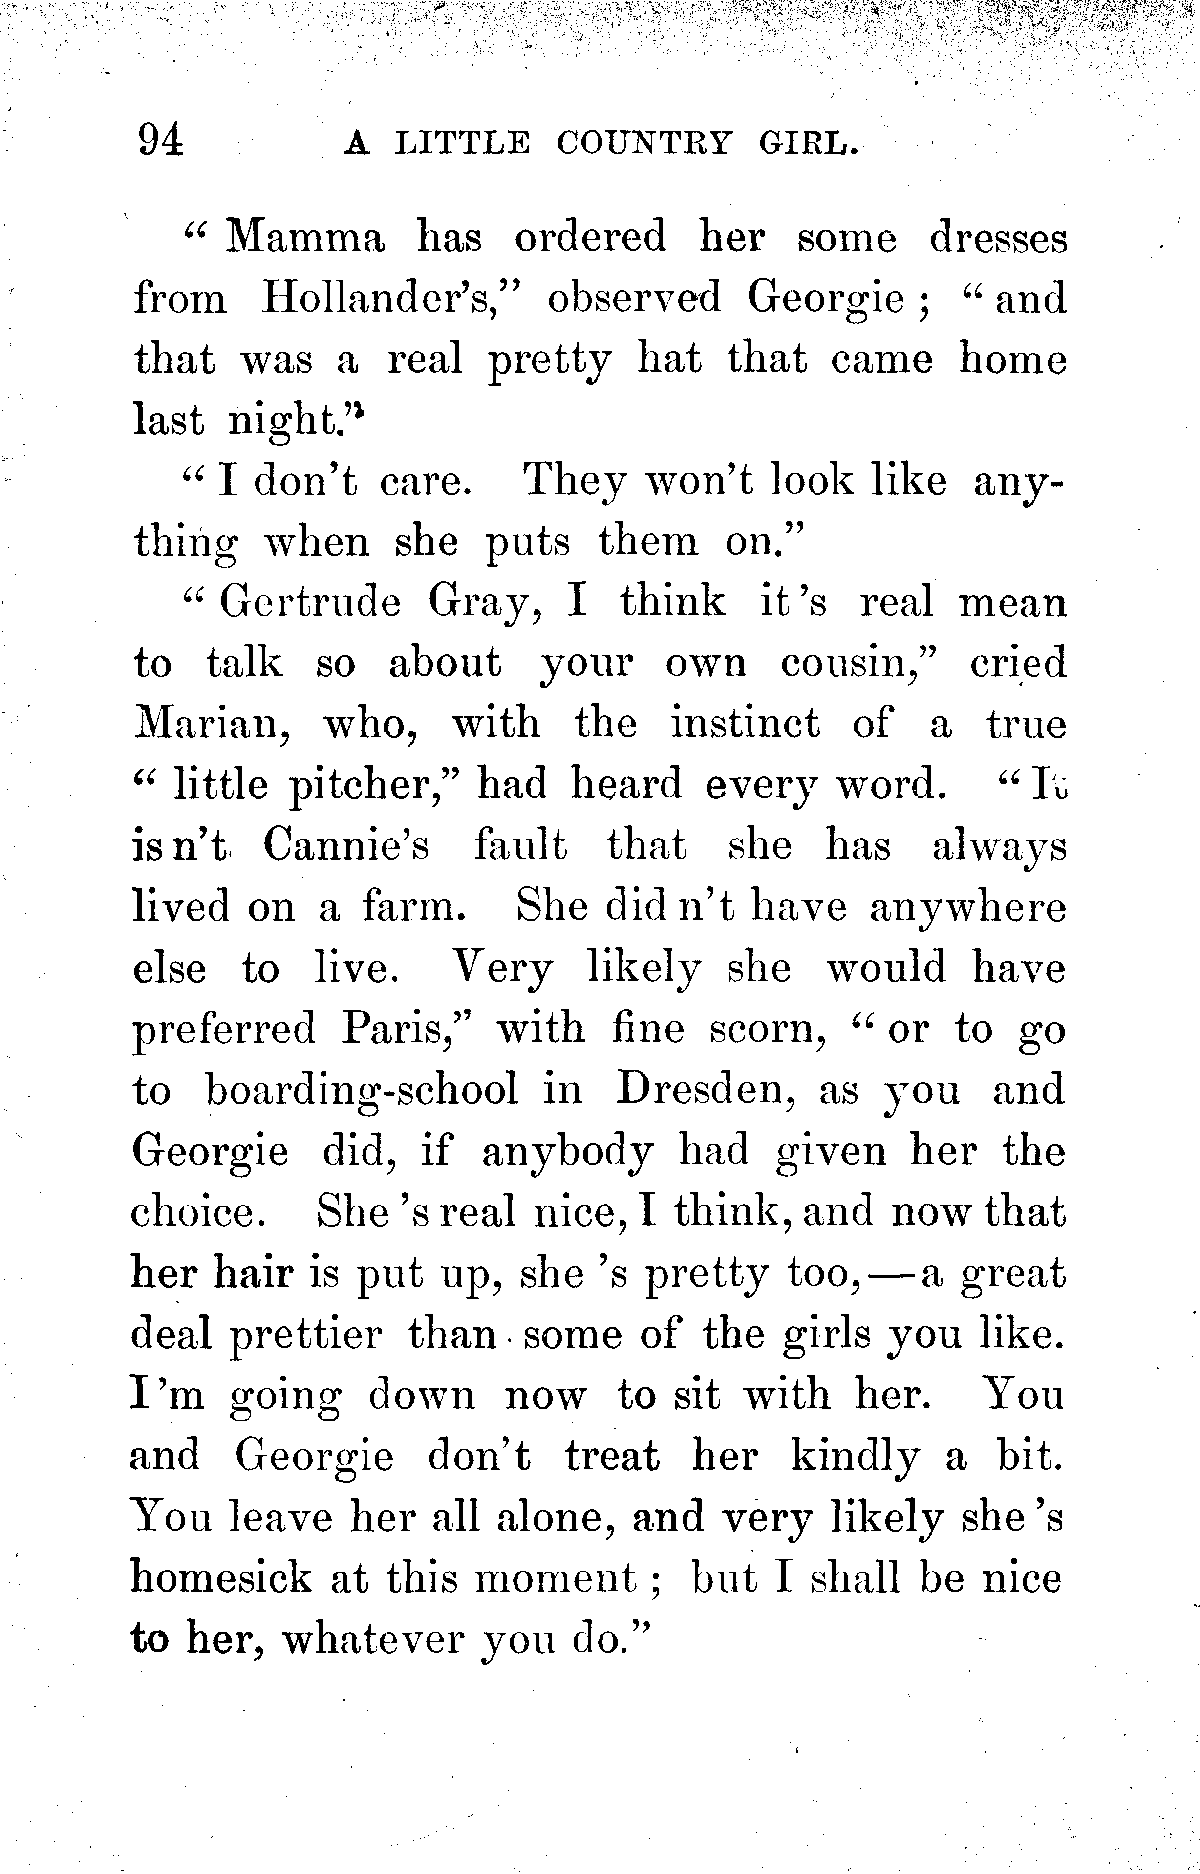 94 A LITTLE COUNTRY GIRL.
“ Mamma has ordered her some dresses
from Hollander’s,” observed Georgie ; “ and
that was a real pretty hat that came home
last night.”
“ I don’t care. They won’t look like any-
thing when she puts them on.”
“ Gertrude Gray, I think it ’s real mean
to talk so about your own cousin,” cried
Marian, who, with the instinct of a true
“ little pitcher,” had heard every word. “ It
is n’t Cannie’s fault that she has always
lived on a farm. She did n’t have anywhere
else to live. Very likely she would have
preferred Paris,” with fine scorn, “ or to go
to boarding-school in Dresden, as you and
Georgie did, if anybody had given her the
choice. She ’s real nice, I think, and now that
her hair is put up, she ’s pretty too,—a great
deal prettier than some of the girls you like.
I ’m going down now to sit with her. You
and Georgie don’t treat her kindly a bit.
You leave her all alone, and very likely she ’s
homesick at this moment ; but I shall be nice
to her, whatever you do.”